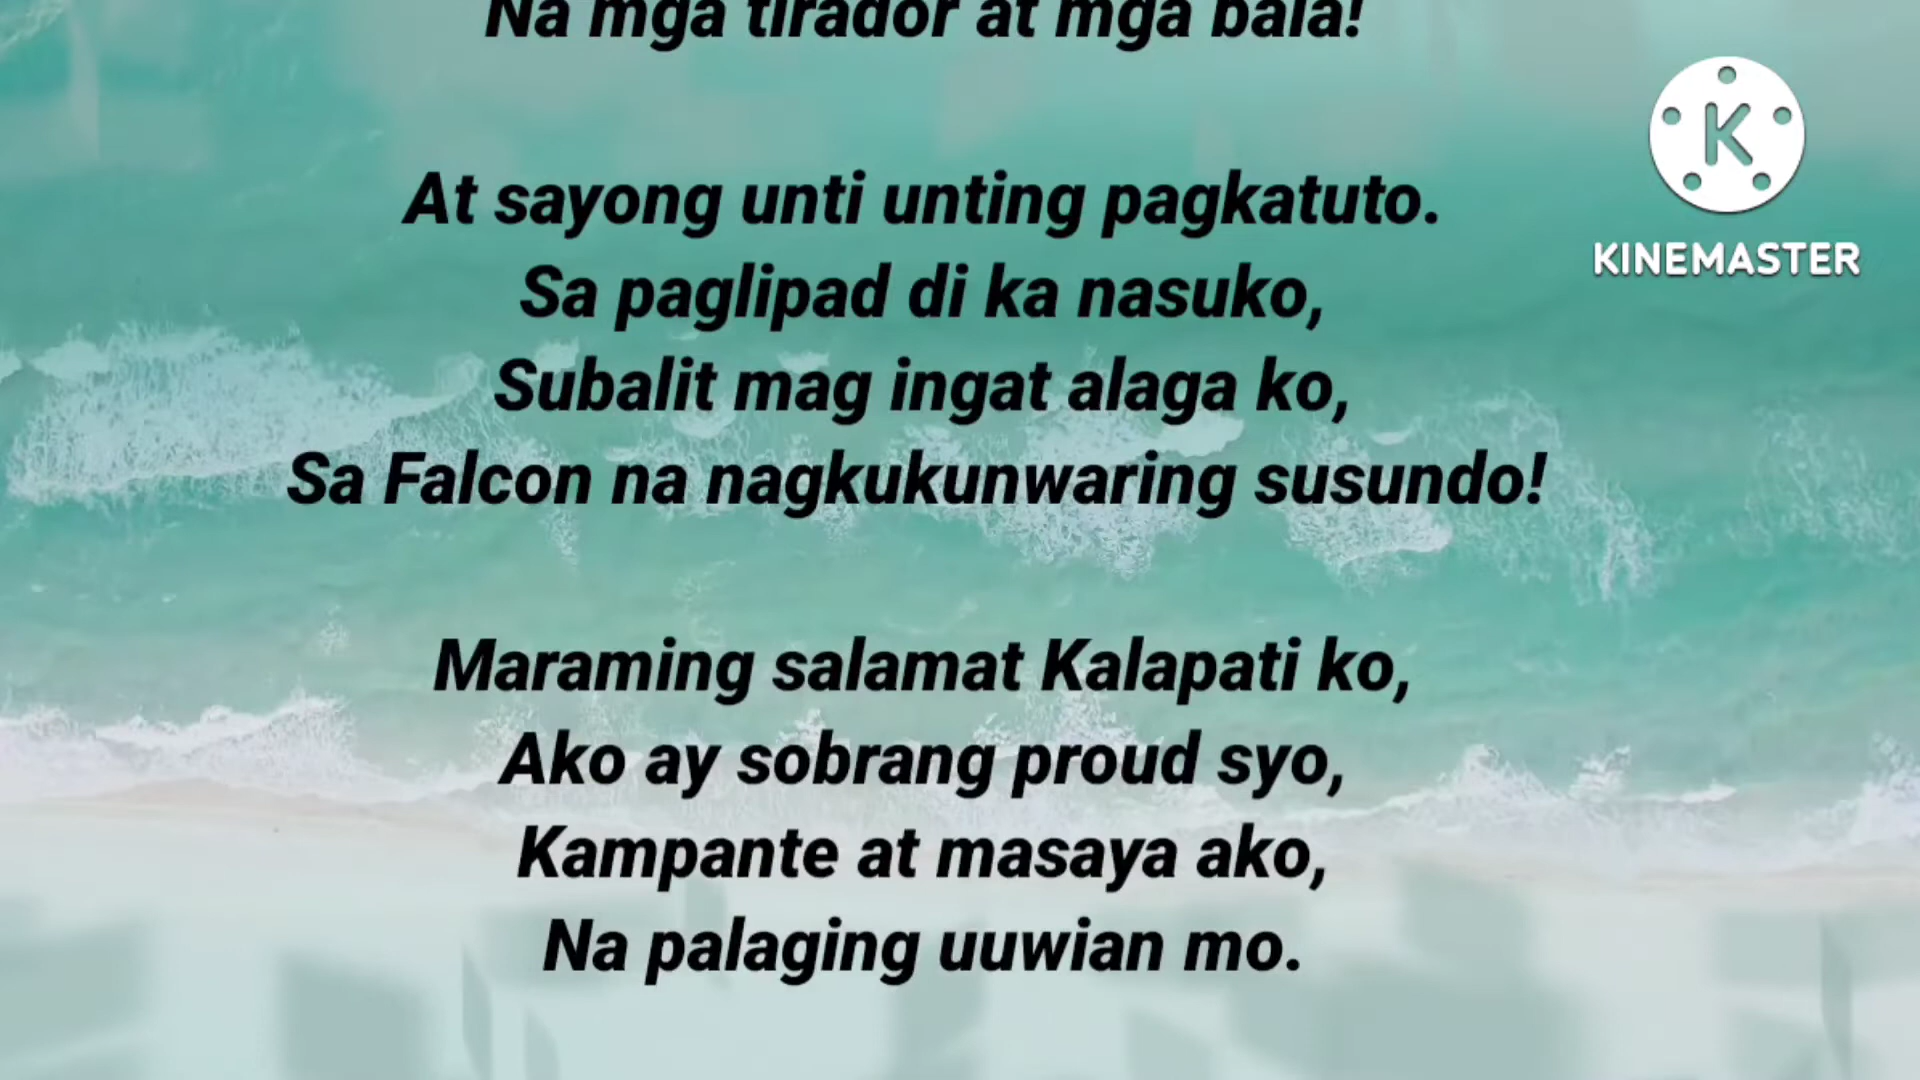 Na mga tirador at mga bala!
At sayong unti unting pagkatuto.
Sa paglipad di ka nasuko,
Subalit mag ingat alaga ko,
Sa Falcon na nagkukunwaring susundo!
Maraming salamat Kalapati ko,
Ako ay sobrang proud syo,
Kampante at masaya ako,
Na palaging uuwian mo.
K
KINEMASTER